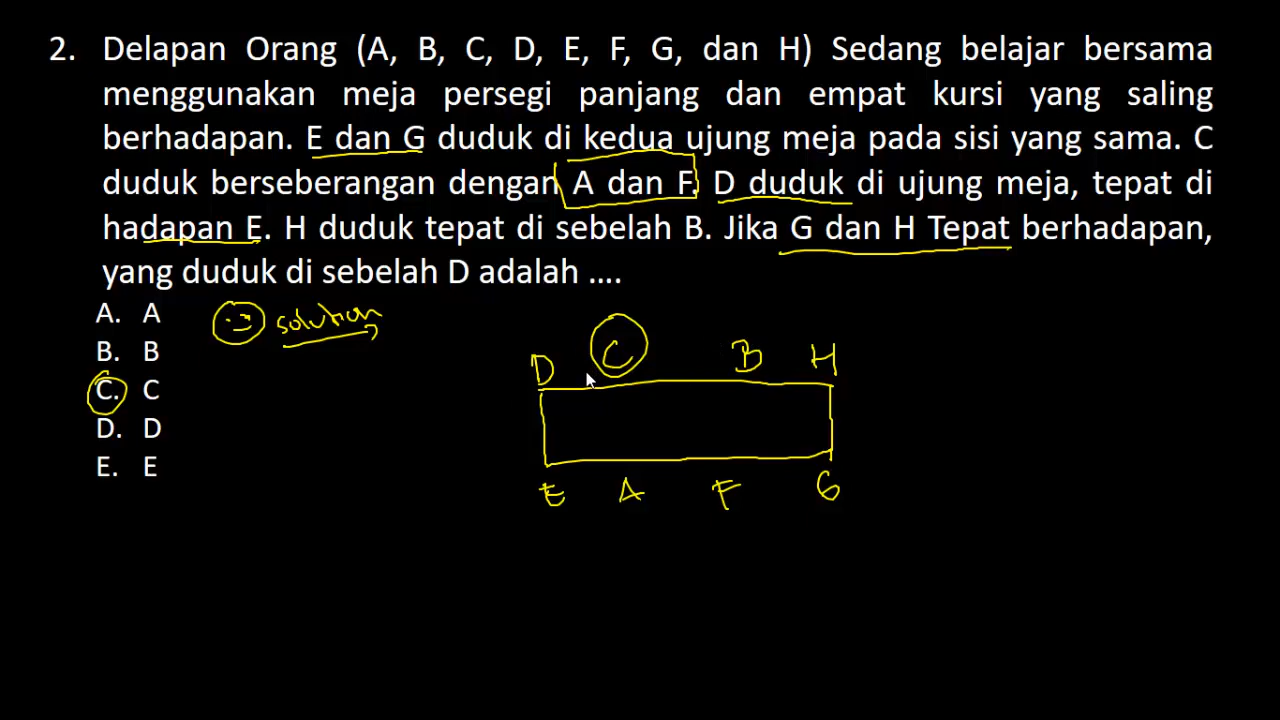 2. Delapan Orang (A, B, C, D, E, F, G, dan H) Sedang belajar bersama
menggunakan meja persegi panjang dan empat kursi yang saling
berhadapan. E dan G duduk di kedua ujung meja pada sisi yang sama. C
duduk berseberangan dengan A dan F. D duduk di ujung meja, tepat di
hadapan E. H duduk tepat di sebelah B. Jika G dan H Tepat berhadapan,
yang duduk di sebelah D adalah ....
A. A
solution
B. B
C. C
D. D
E. E
D C B H
E A F G